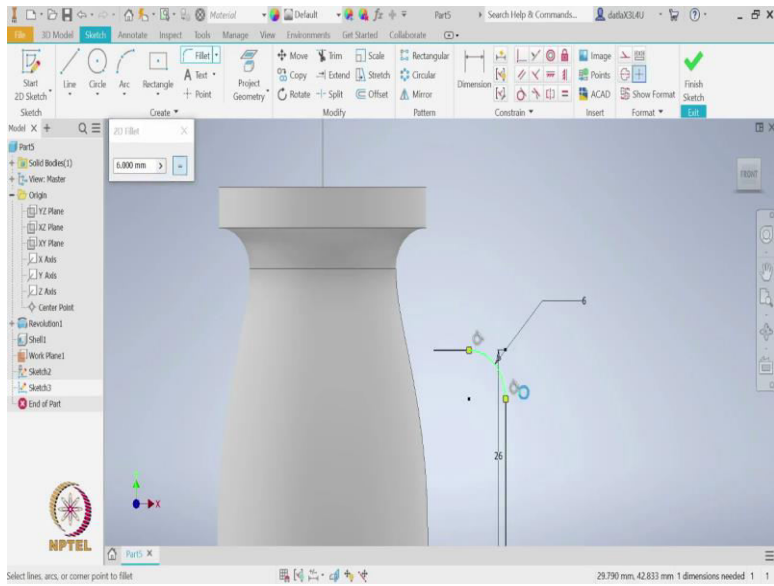 Material Default fx Part5 Search Help & Commands... datlaX3L4U
File 3D Model Sketch Annotate Inspect Tools Manage View Environments Get Started Collaborate
Start 2D Sketch Line Circle Arc Rectangle Fillet Text Point Project Geometry
Move Trim Scale Rectangular
Copy Extend Stretch Circular
Rotate Split Offset Mirror
Dimension
Image Points ACAD Show Format Finish Sketch
Sketch Create Modify Pattern Constrain Insert Format Exit
Model
2D Fillet
6.000 mm
Part5
Solid Bodies(1)
View: Master
Origin
YZ Plane
XZ Plane
XY Plane
X Axis
Y Axis
Z Axis
Center Point
Revolution1
Shell1
Work Plane1
Sketch2
Sketch3
End of Part
FRONT
6
26
X
NPTEL
Part5
Select lines, arcs, or corner point to fillet
29.790 mm, 42.833 mm 1 dimensions needed 1 1